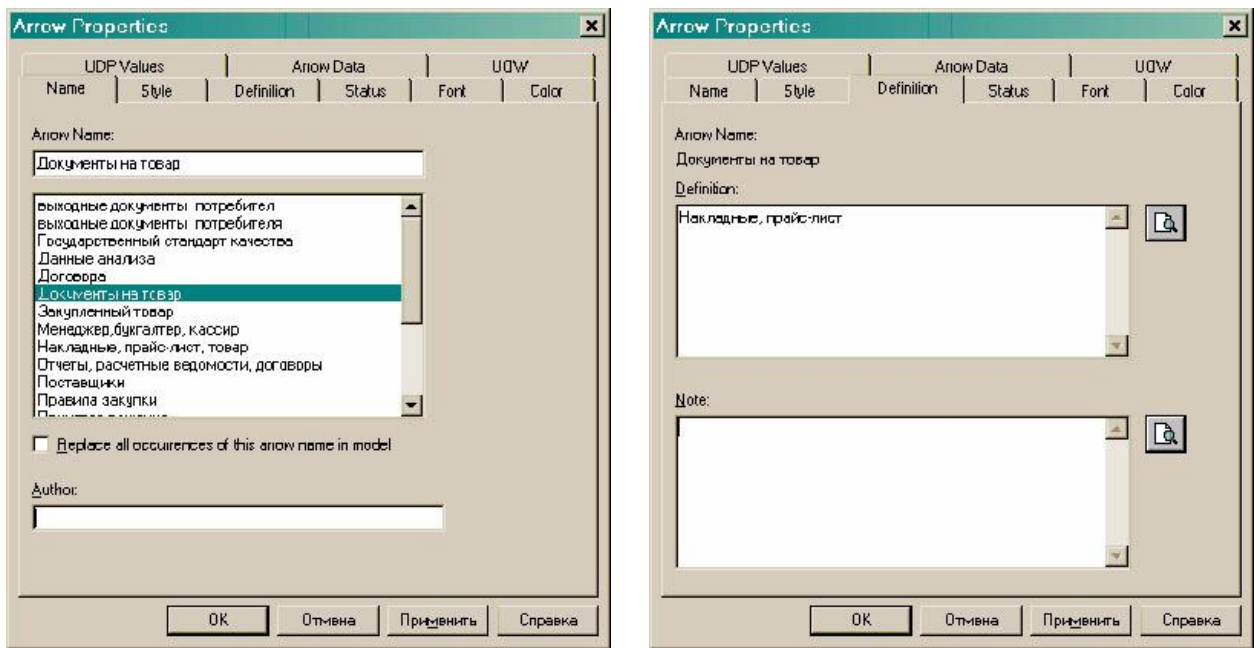 Arrow Properties
UDP Values Arrow Data UOW
Name Style Definition Status Font Color
Arrow Name:
Документы на товар
выходные документы потребител
выходные документы потребителя
Государственный стандарт качества
Данные анализа
Договора
Документы на товар
Закупленный товар
Менеджер,бухгалтер, кассир
Накладные, прайс-лист, товар
Отчеты, расчетные ведомости, договоры
Поставщики
Правила закупки
Replace all occurrences of this arrow name in model
Author:
OK Отмена Применить Справка
Arrow Properties
UDP Values Arrow Data UOW
Name Style Definition Status Font Color
Arrow Name:
Документы на товар
Definition:
Накладные, прайс-лист
Note:
OK Отмена Применить Справка